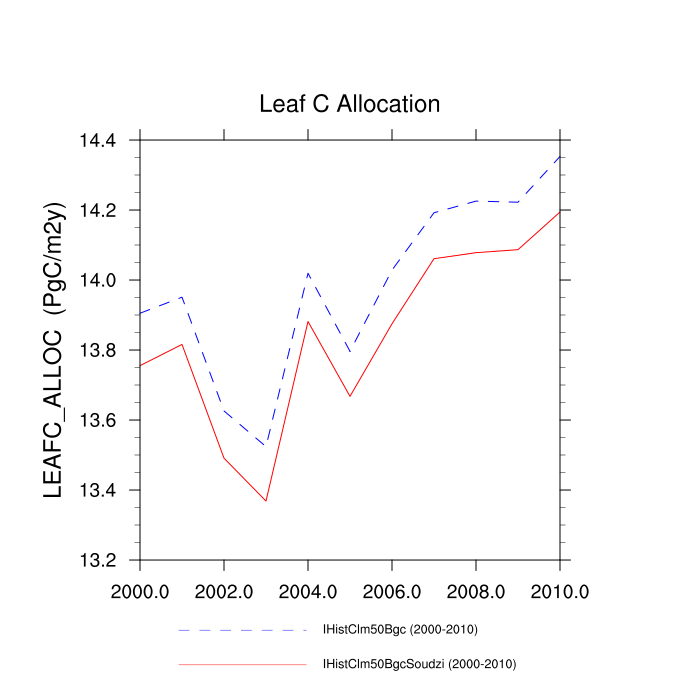 Leaf C Allocation
LEAFC_ALLOC (PgC/m2y)
14.4
14.2
14.0
13.8
13.6
13.4
13.2
2000.0 2002.0 2004.0 2006.0 2008.0 2010.0
IHistClm50Bgc (2000-2010)
IHistClm50BgcSoudzi (2000-2010)